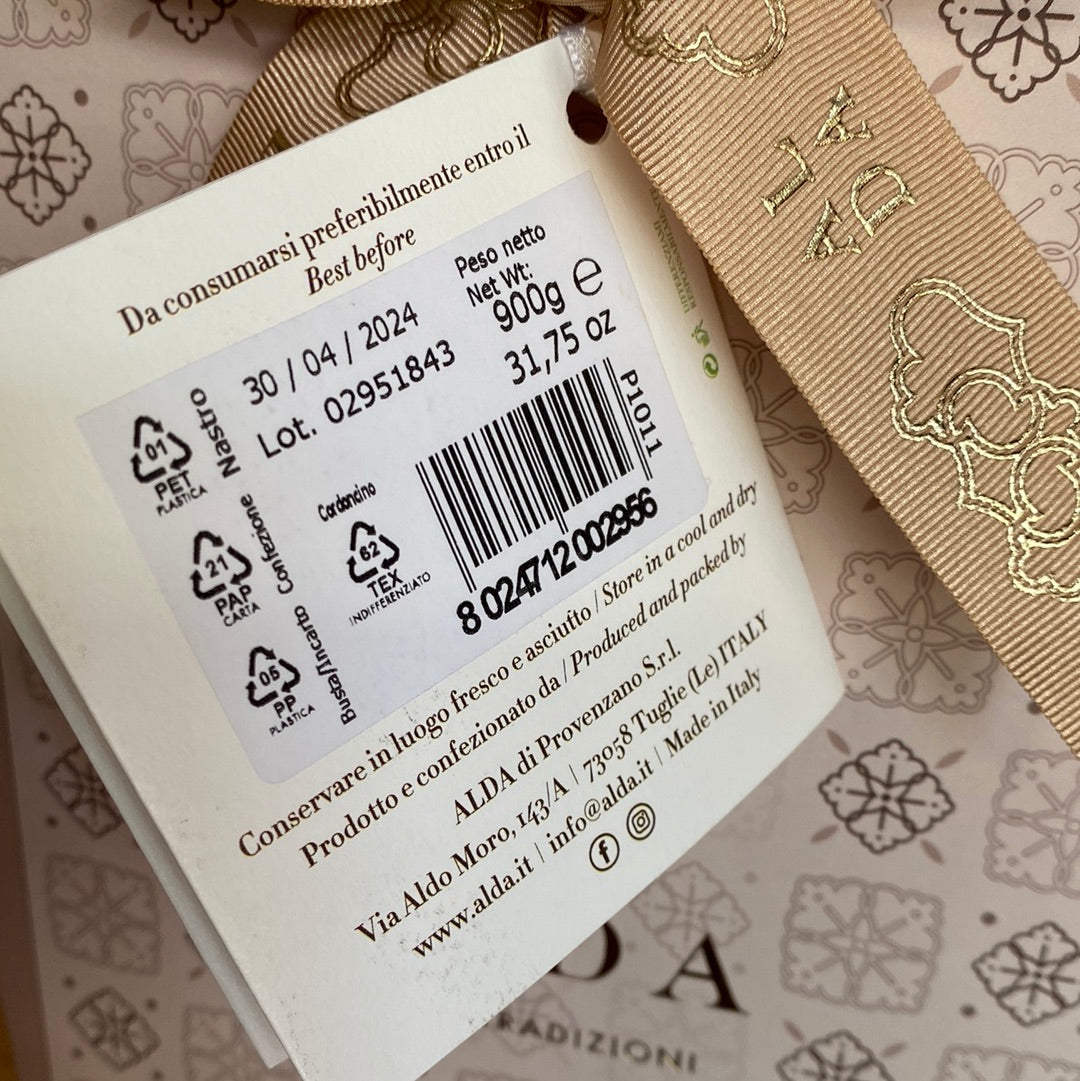 Da consumarsi preferibilmente entro il
Best before
30 / 04 / 2024
Lot. 02951843
Peso netto
Net Wt:
900g e
31,75 oz
01
PET
PLASTICA
Nastro
21
PAP
CARTA
Confezione
05
PP
PLASTICA
Busta/Incarto
Cordoncino
62
TEX
INDIFFERENZIATO
P1011
8 024712 002956
Conservare in luogo fresco e asciutto / Store in a cool and dry
Prodotto e confezionato da / Produced and packed by
ALDA di Provenzano S.r.l.
Via Aldo Moro, 143/A | 73058 Tuglie (Le) ITALY
www.alda.it | info@alda.it | Made in Italy
ALDA
DA
RADIZIONI